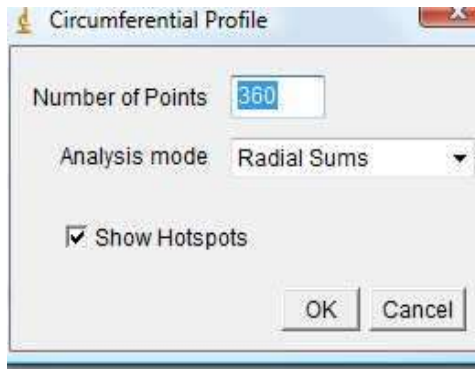 Circumferential Profile
Number of Points 360
Analysis mode Radial Sums
Show Hotspots
OK Cancel